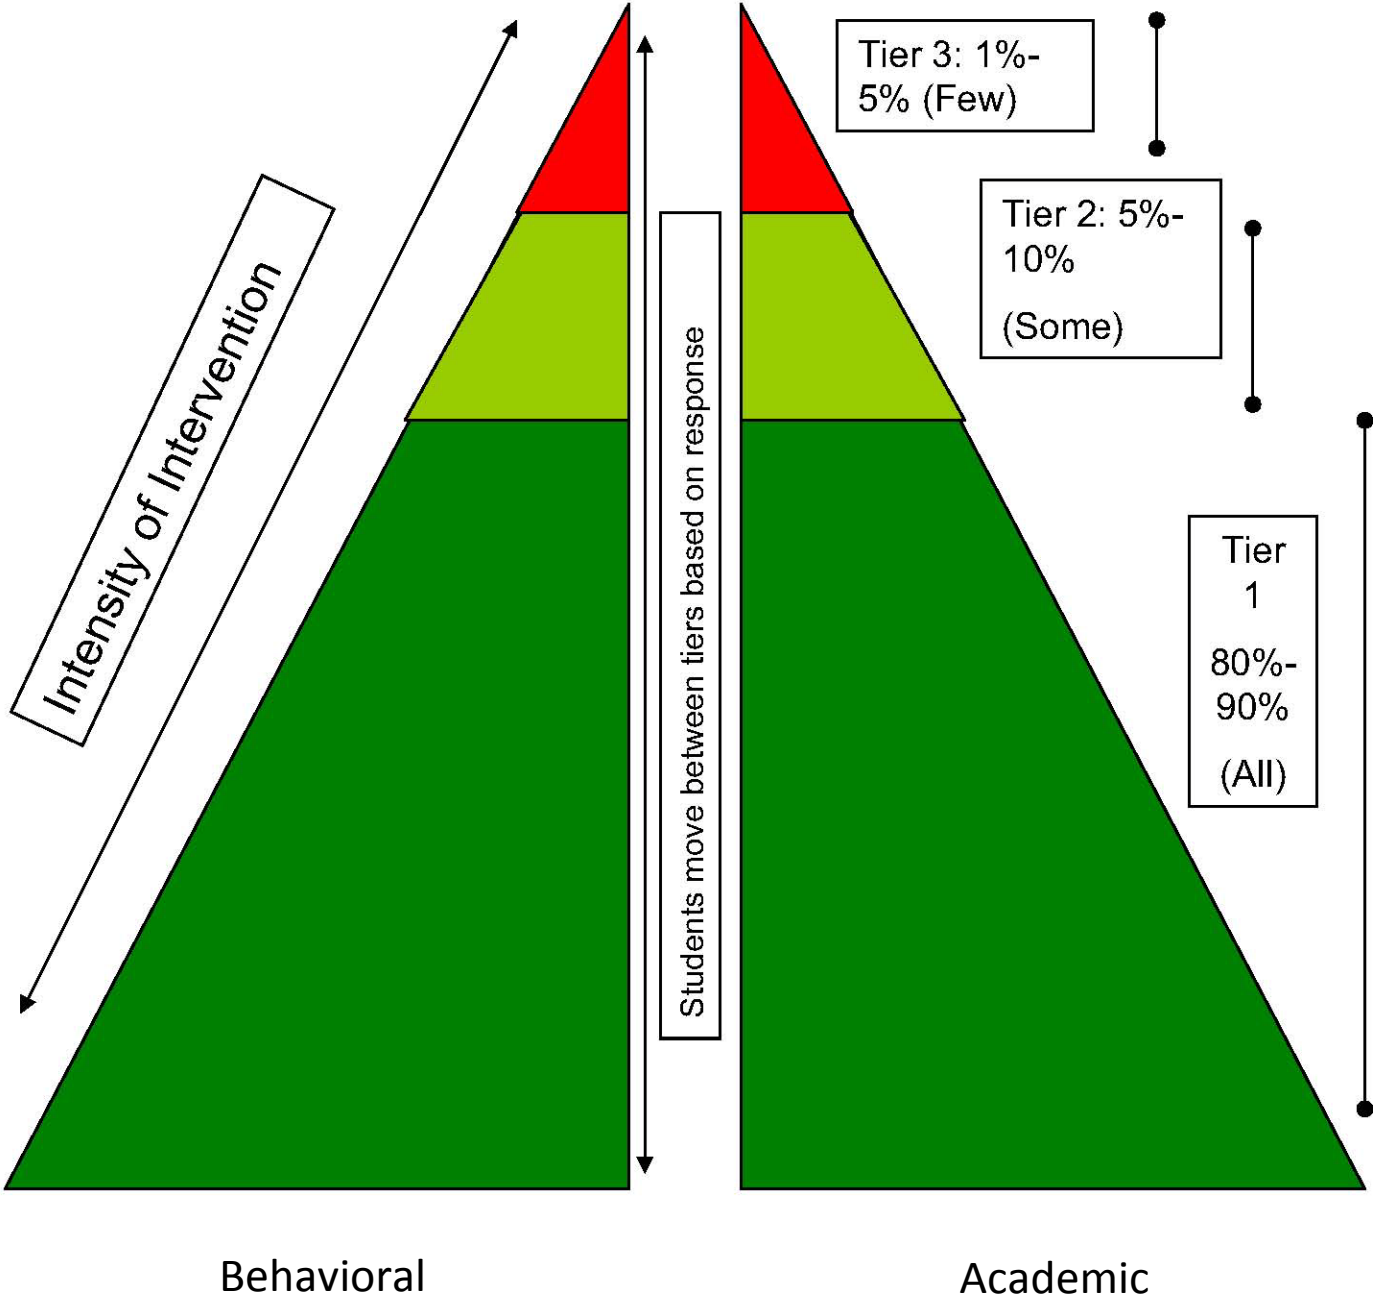 Tier 3: 1%-
5% (Few)
Tier 2: 5%-
10%
(Some)
Intensity of Intervention
Students move between tiers based on response
Tier
1
80%-
90%
(All)
Behavioral
Academic